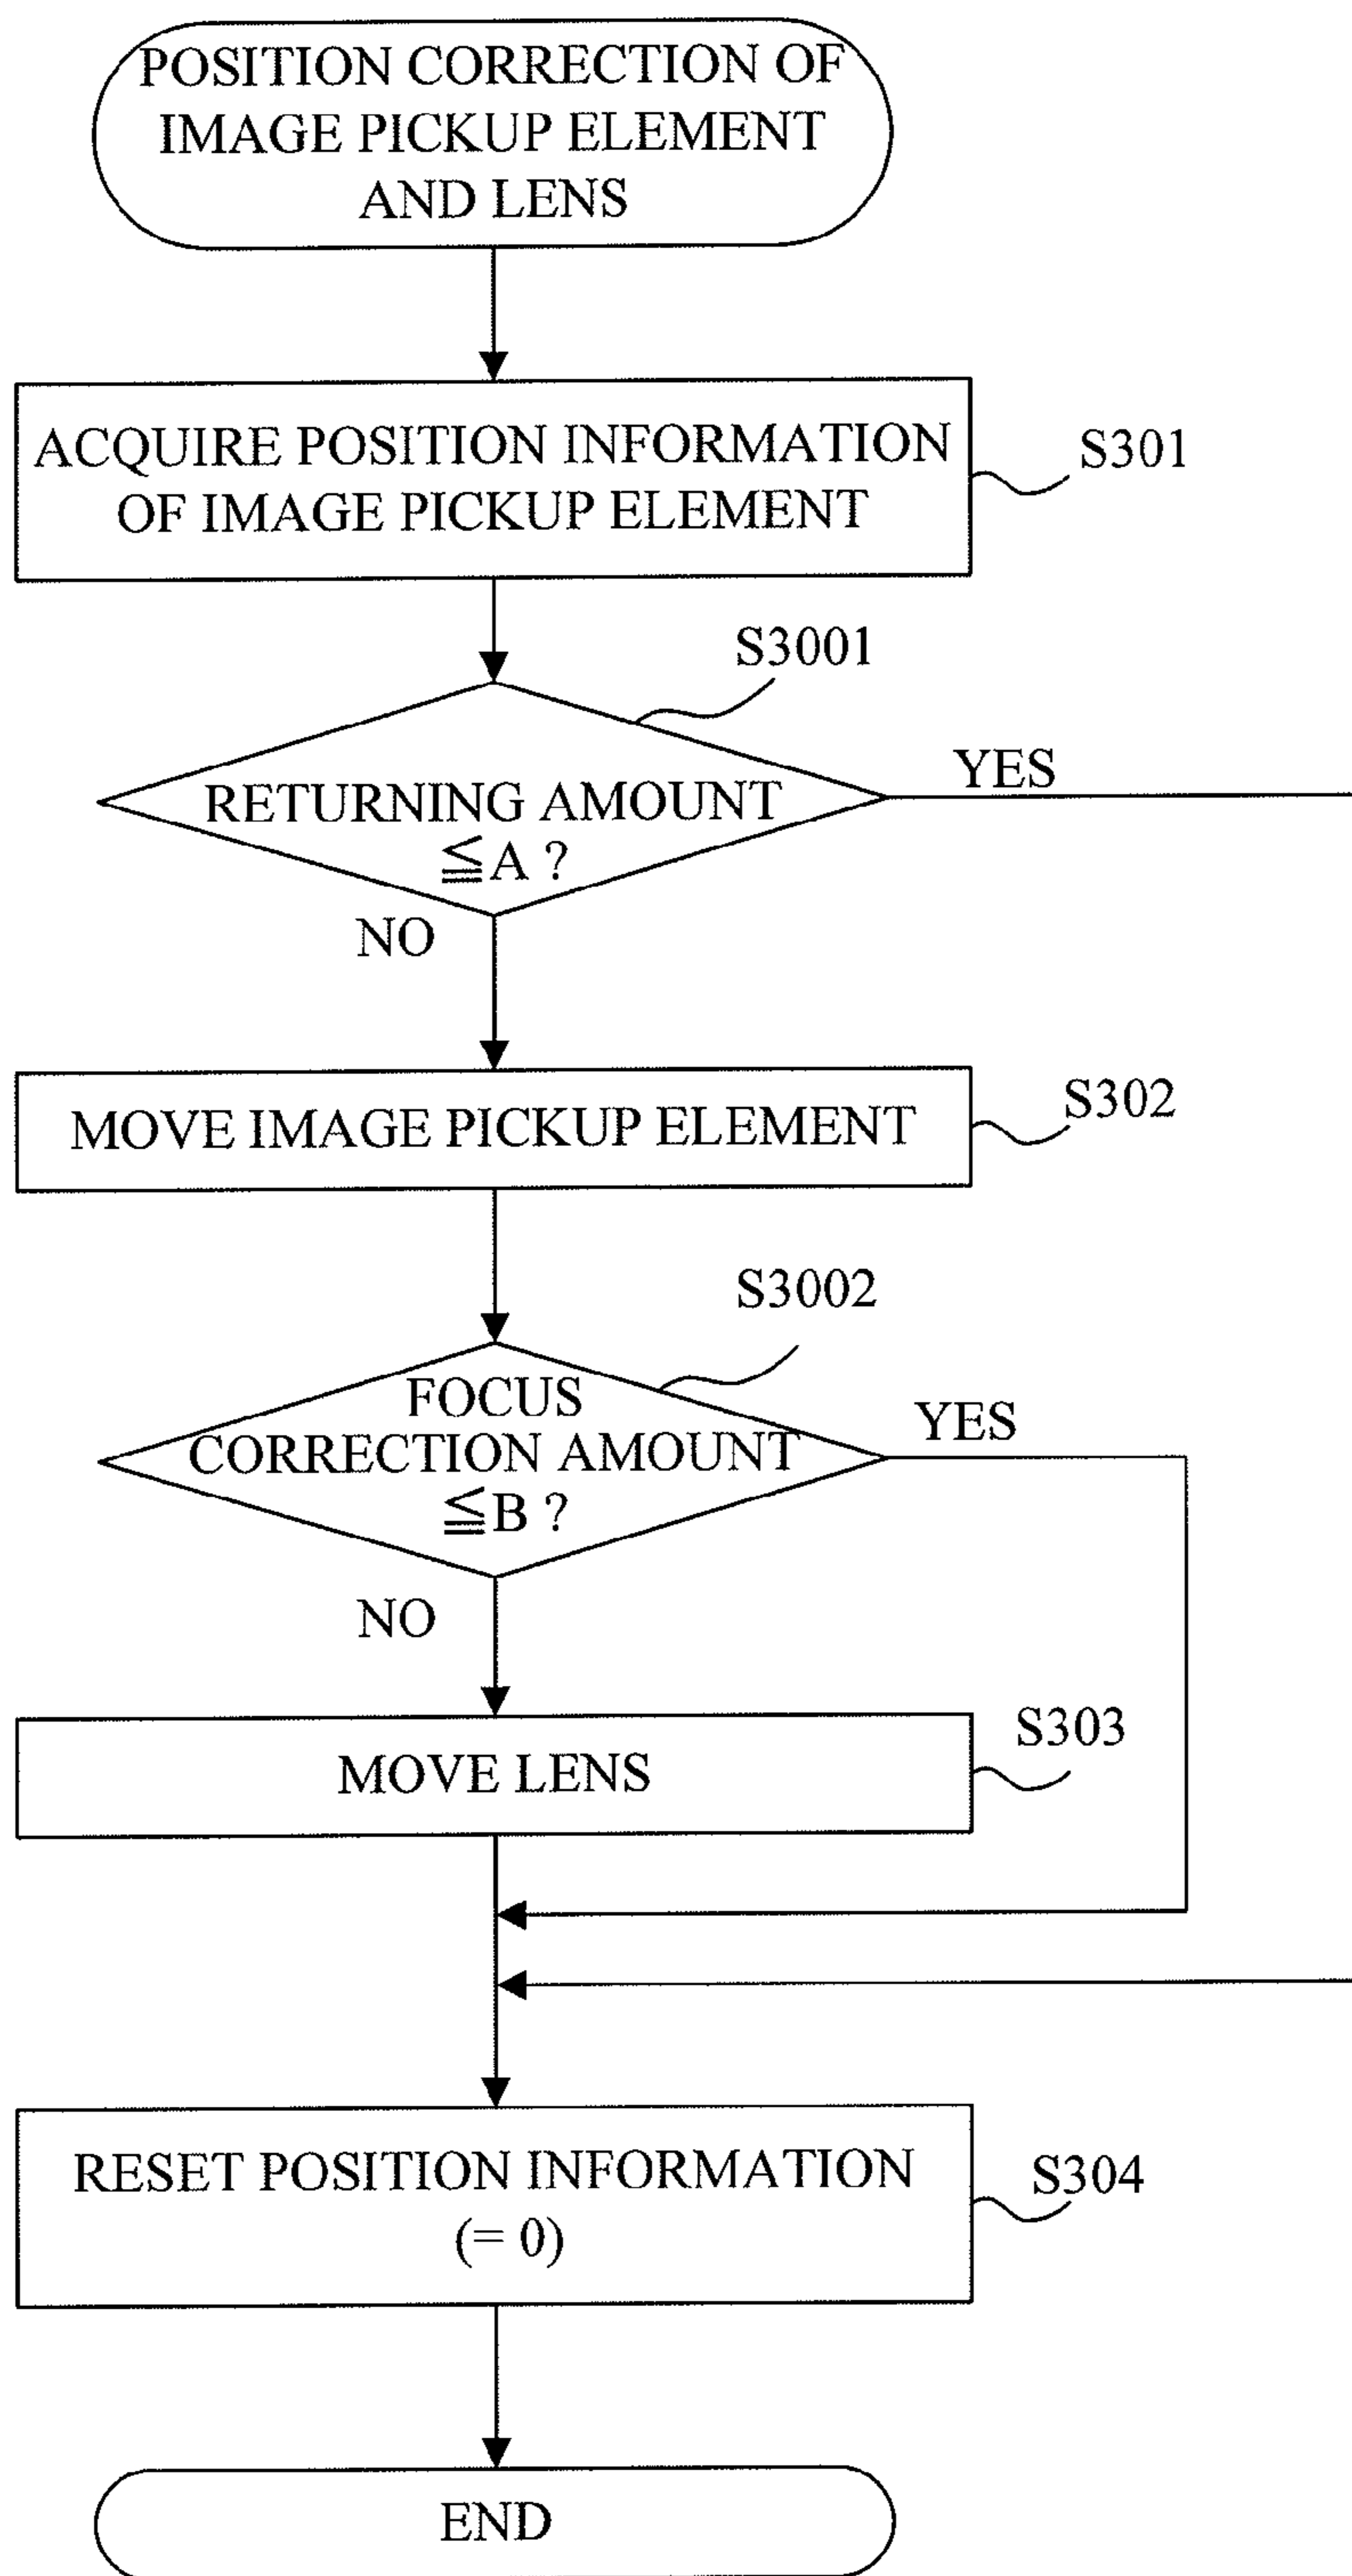 POSITION CORRECTION OF
IMAGE PICKUP ELEMENT
AND LENS
ACQUIRE POSITION INFORMATION
OF IMAGE PICKUP ELEMENT
S301
S3001
RETURNING AMOUNT
≦A ?
YES
NO
MOVE IMAGE PICKUP ELEMENT
S302
S3002
FOCUS
CORRECTION AMOUNT
≦B ?
YES
NO
MOVE LENS
S303
RESET POSITION INFORMATION
(= 0)
S304
END